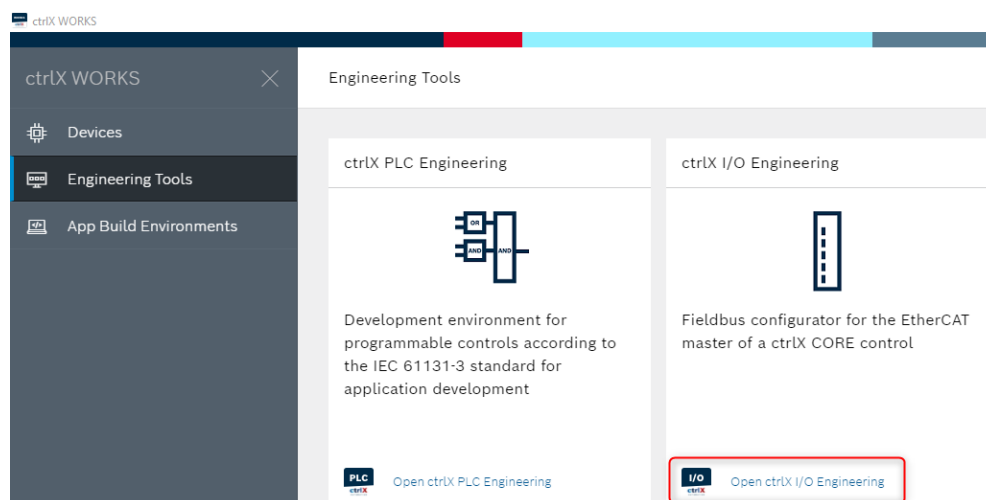 ctrlX WORKS
ctrlX WORKS
Engineering Tools
Devices
Engineering Tools
App Build Environments
ctrlX PLC Engineering
OR
AND
AND
Development environment for
programmable controls according to
the IEC 61131-3 standard for
application development
PLC
ctrlX
Open ctrlX PLC Engineering
ctrlX I/O Engineering
Fieldbus configurator for the EtherCAT
master of a ctrlX CORE control
I/O
ctrlX
Open ctrlX I/O Engineering